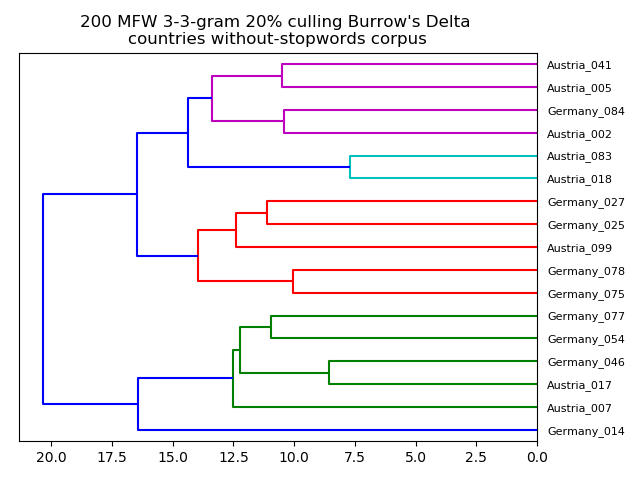 200 MFW 3-3-gram 20% culling Burrow's Delta
countries without-stopwords corpus
Austria_041
Austria_005
Germany_084
Austria_002
Austria_083
Austria_018
Germany_027
Germany_025
Austria_099
Germany_078
Germany_075
Germany_077
Germany_054
Germany_046
Austria_017
Austria_007
Germany_014
20.0 17.5 15.0 12.5 10.0 7.5 5.0 2.5 0.0